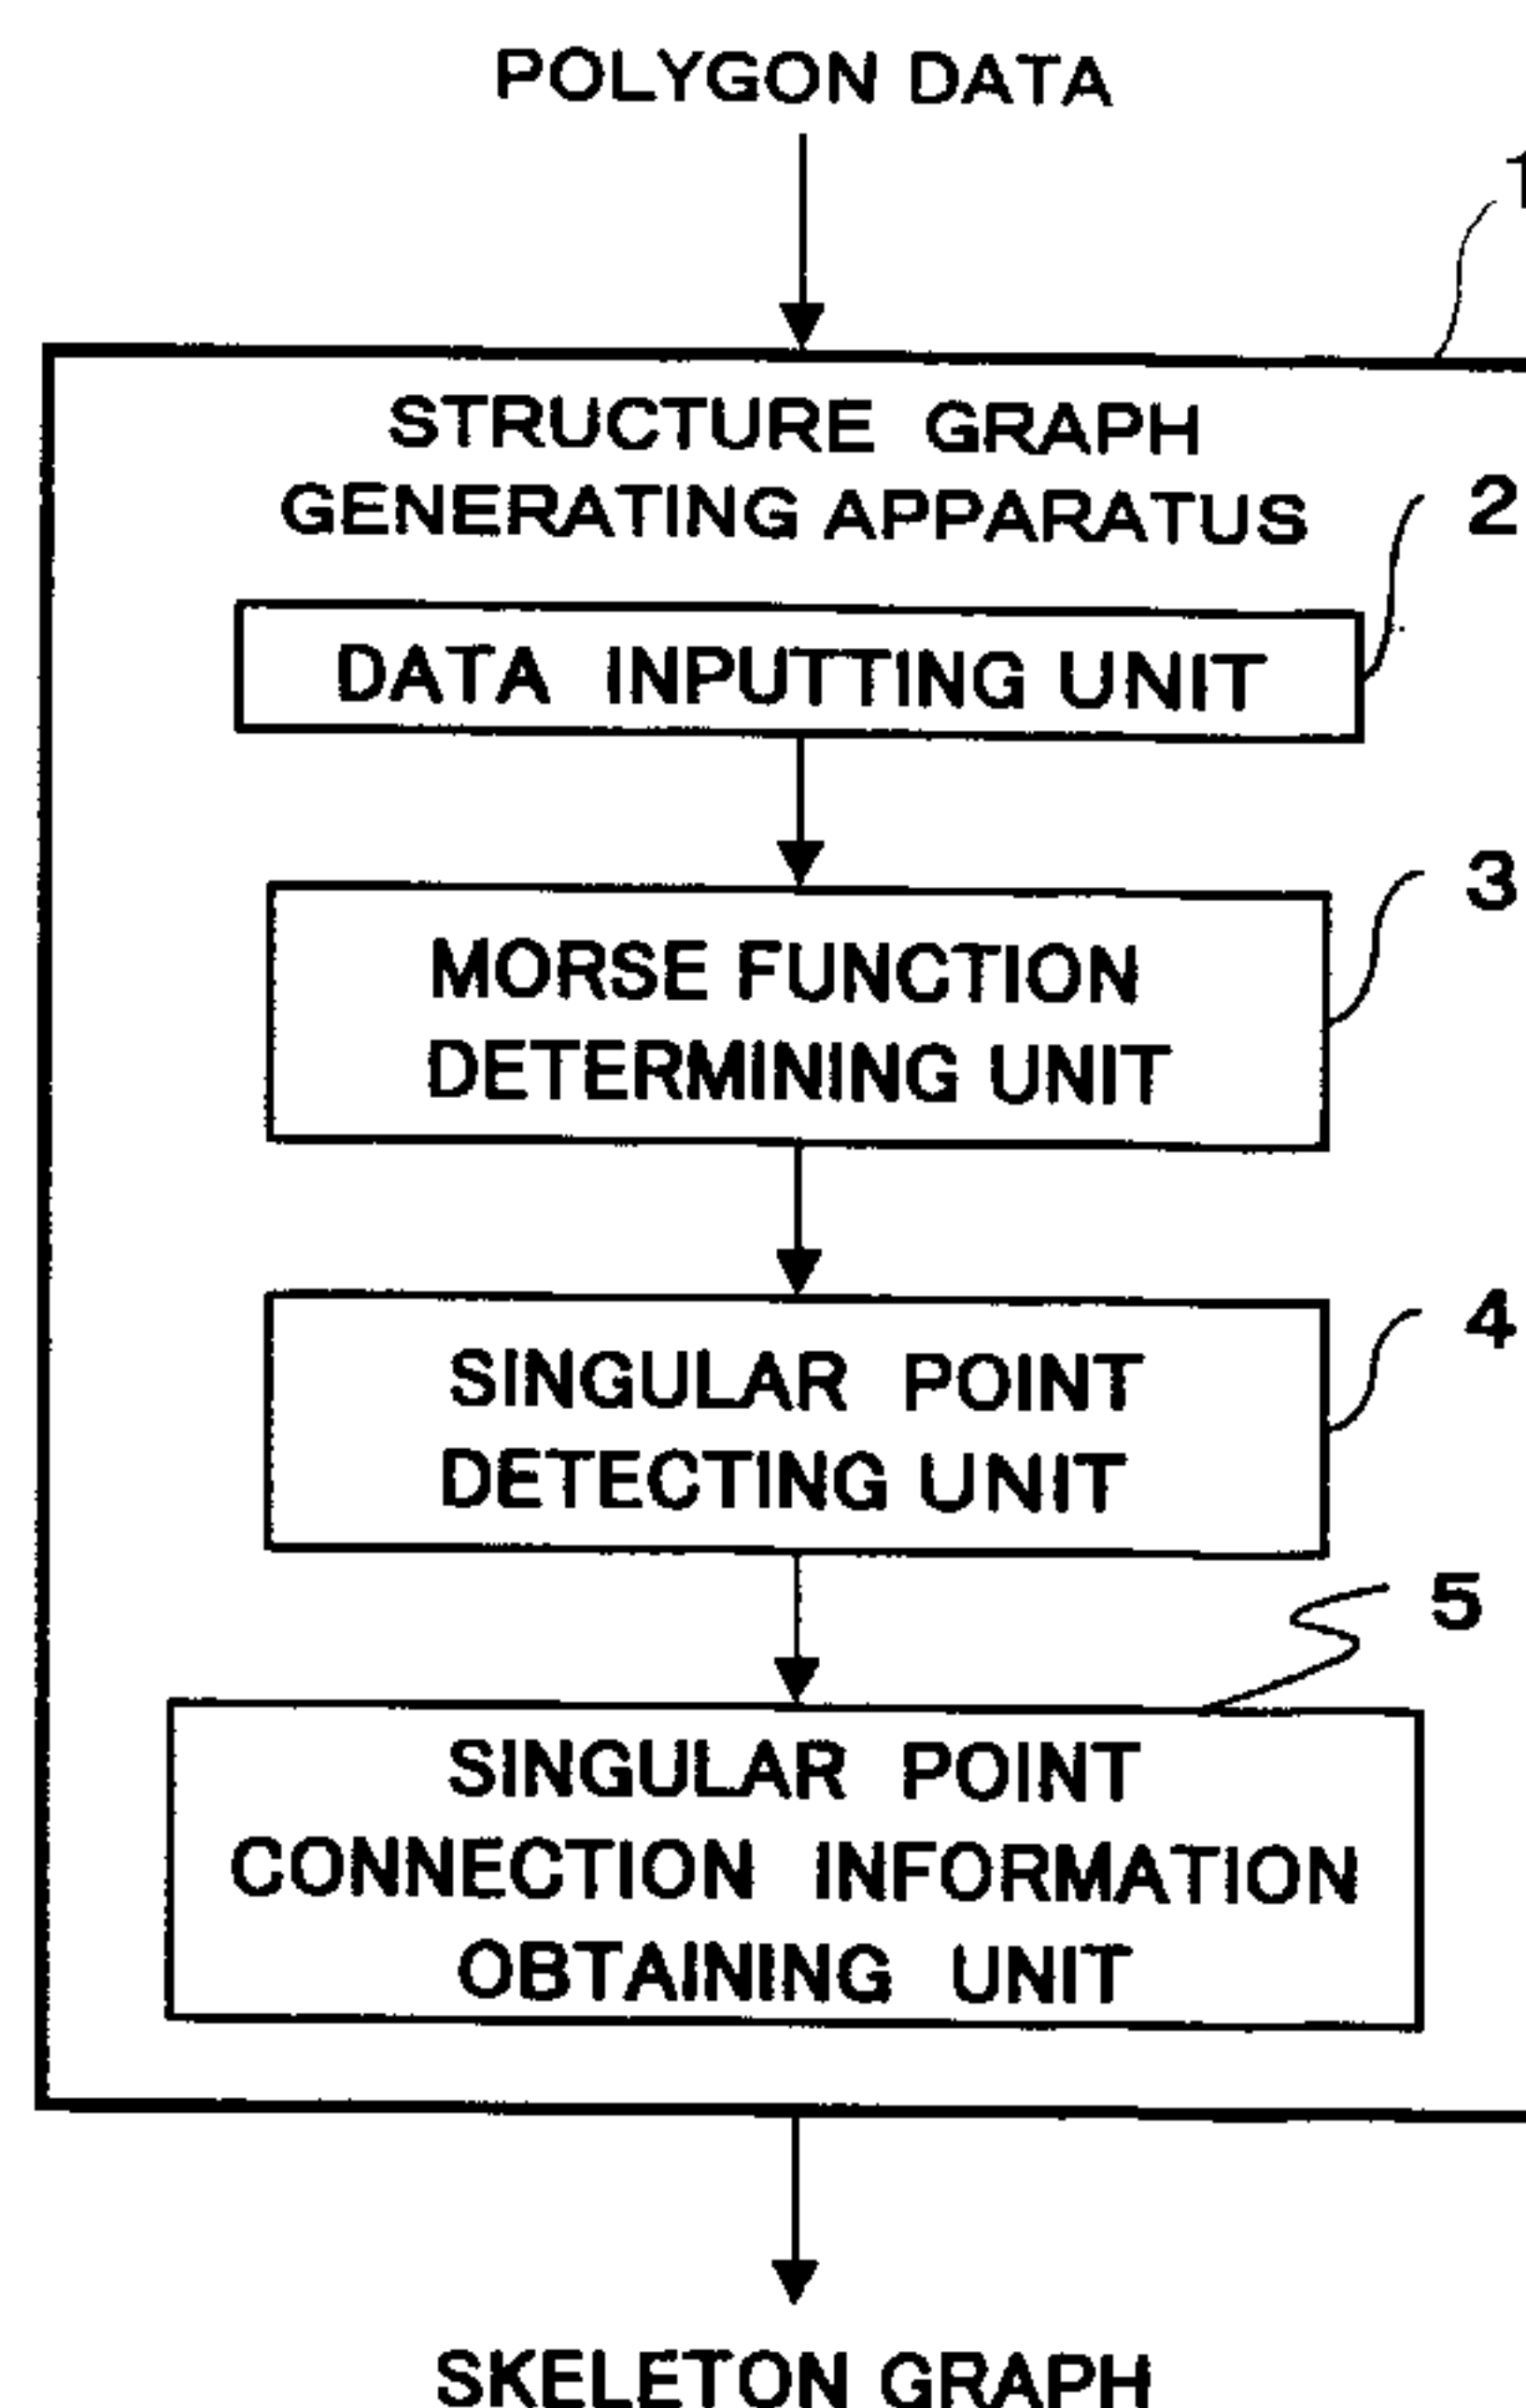 POLYGON DATA
1
STRUCTURE GRAPH
GENERATING APPARATUS
2
DATA INPUTTING UNIT
3
MORSE FUNCTION
DETERMINING UNIT
4
SINGULAR POINT
DETECTING UNIT
5
SINGULAR POINT
CONNECTION INFORMATION
OBTAINING UNIT
SKELETON GRAPH